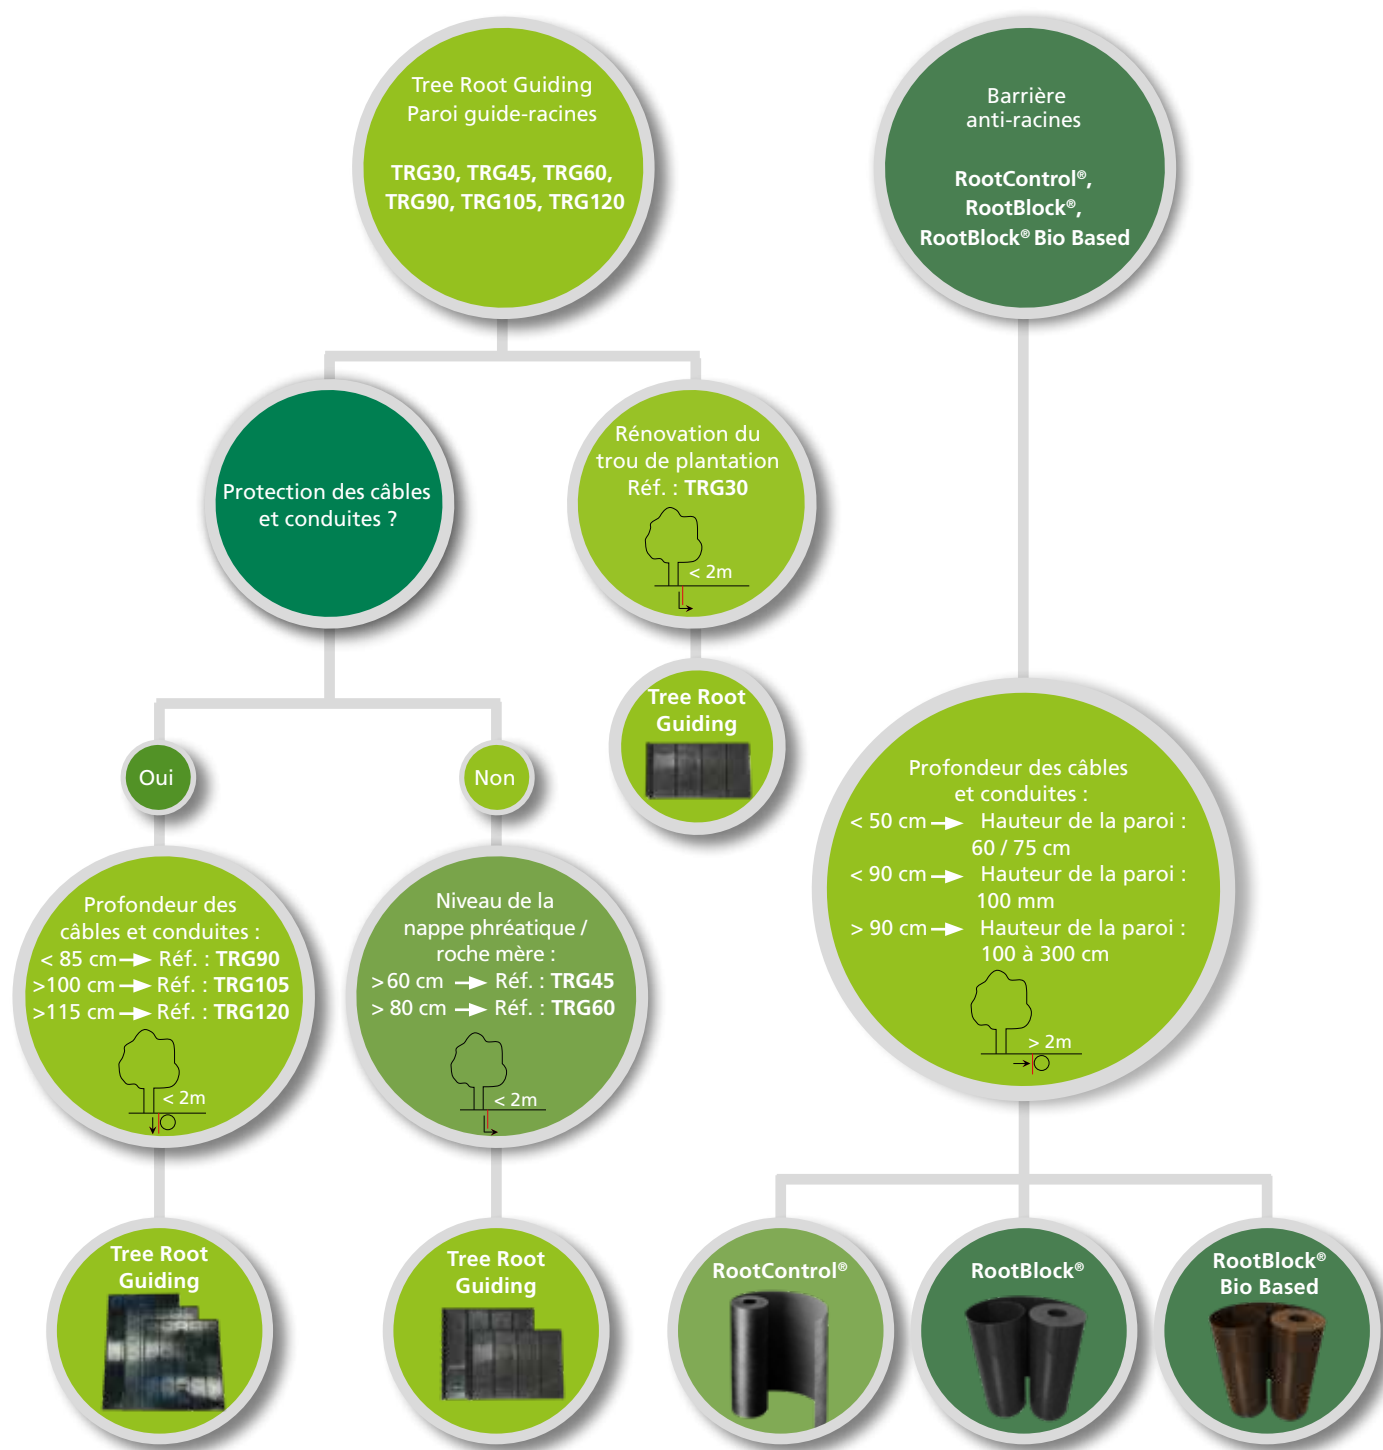 Tree Root Guiding
Paroi guide-racines
TRG30, TRG45, TRG60,
TRG90, TRG105, TRG120
Barrière
anti-racines
RootControl®,
RootBlock®,
RootBlock® Bio Based
Protection des câbles
et conduites ?
Rénovation du
trou de plantation
Réf. : TRG30
< 2m
Tree Root
Guiding
Oui
Non
Profondeur des
câbles et conduites :
< 85 cm → Réf. : TRG90
>100 cm → Réf. : TRG105
>115 cm → Réf. : TRG120
< 2m
Niveau de la
nappe phréatique /
roche mère :
>60 cm → Réf. : TRG45
> 80 cm → Réf. : TRG60
< 2m
Profondeur des câbles
et conduites :
< 50 cm → Hauteur de la paroi :
60 / 75 cm
< 90 cm → Hauteur de la paroi :
100 mm
> 90 cm → Hauteur de la paroi :
100 à 300 cm
> 2m
Tree Root
Guiding
Tree Root
Guiding
RootControl®
RootBlock®
RootBlock®
Bio Based